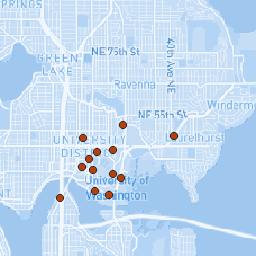 SPRINGS
NE 75th St
GREEN
LAKE
40th Ave NE
Ravenna
Windermere
NE 55th St
UNIVERSITY
DISTRICT
Laurelhurst
University of
Washington